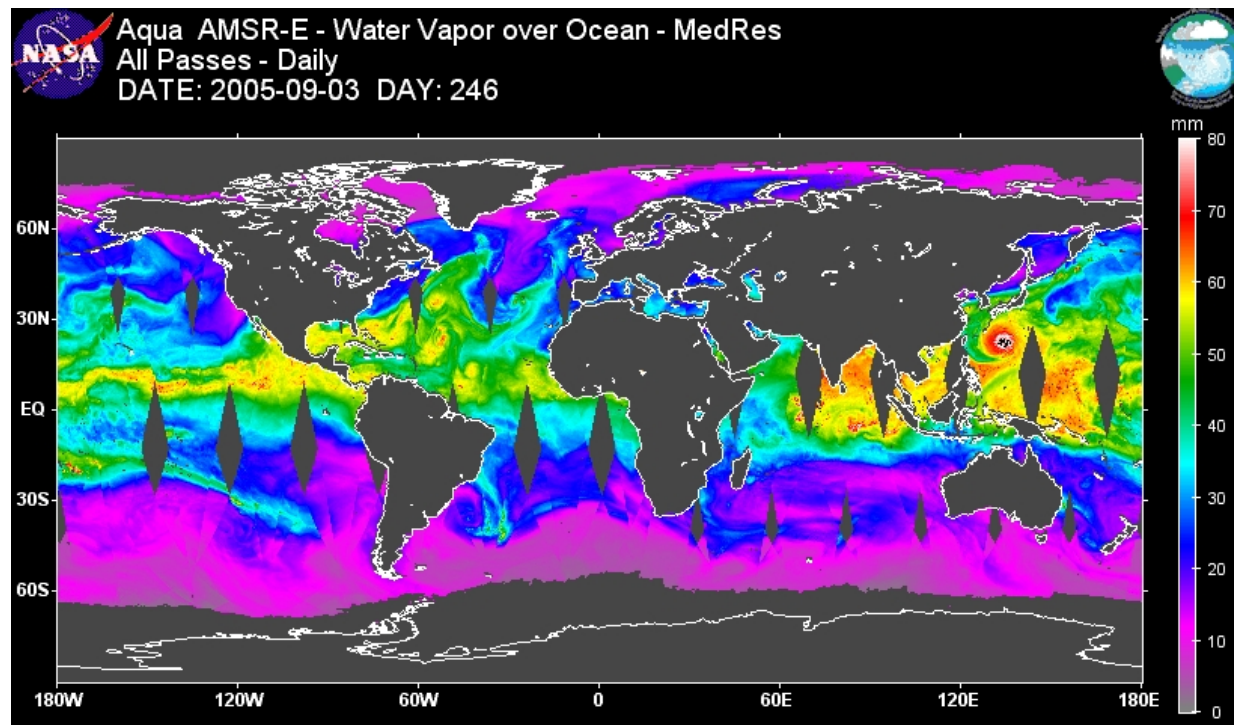 NASA
Aqua AMSR-E - Water Vapor over Ocean - MedRes
All Passes - Daily
DATE: 2005-09-03 DAY: 246
mm
80
70
60
50
40
30
20
10
0
60N
30N
EQ
30S
60S
180W 120W 60W 0 60E 120E 180E